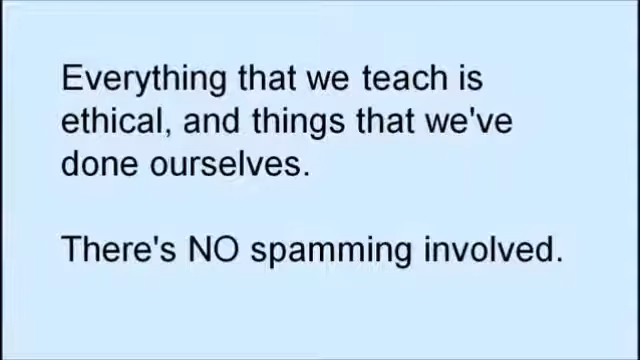 Everything that we teach is
ethical, and things that we've
done ourselves.
There's NO spamming involved.